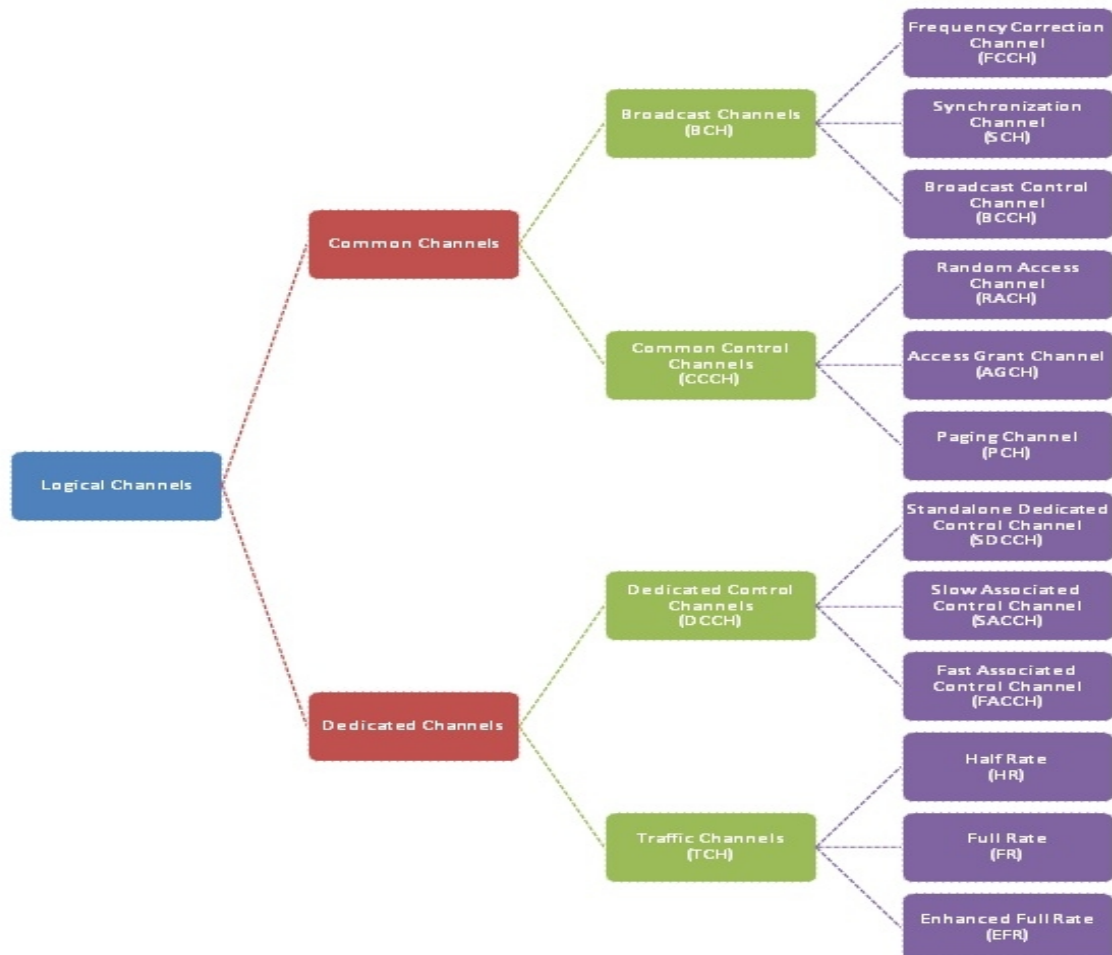 Logical Channels
Common Channels
Dedicated Channels
Broadcast Channels
(BCH)
Common Control
Channels
(CCCH)
Dedicated Control
Channels
(DCCH)
Traffic Channels
(TCH)
Frequency Correction
Channel
(FCCH)
Synchronization
Channel
(SCH)
Broadcast Control
Channel
(BCCH)
Random Access
Channel
(RACH)
Access Grant Channel
(AGCH)
Paging Channel
(PCH)
Standalone Dedicated
Control Channel
(SDCCH)
Slow Associated
Control Channel
(SACCH)
Fast Associated
Control Channel
(FACCH)
Half Rate
(HR)
Full Rate
(FR)
Enhanced Full Rate
(EFR)